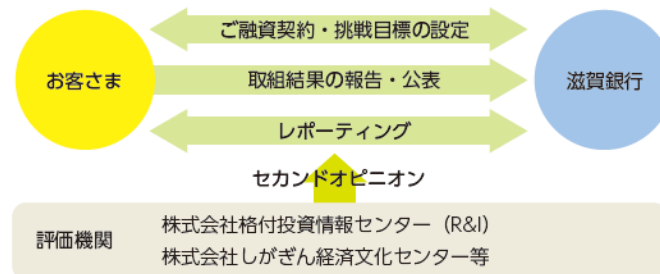 ご融資契約・挑戦目標の設定
お客さま
取組結果の報告・公表
滋賀銀行
レポーティング
セカンドオピニオン
評価機関
株式会社格付投資情報センター（R&I）
株式会社しがぎん経済文化センター等